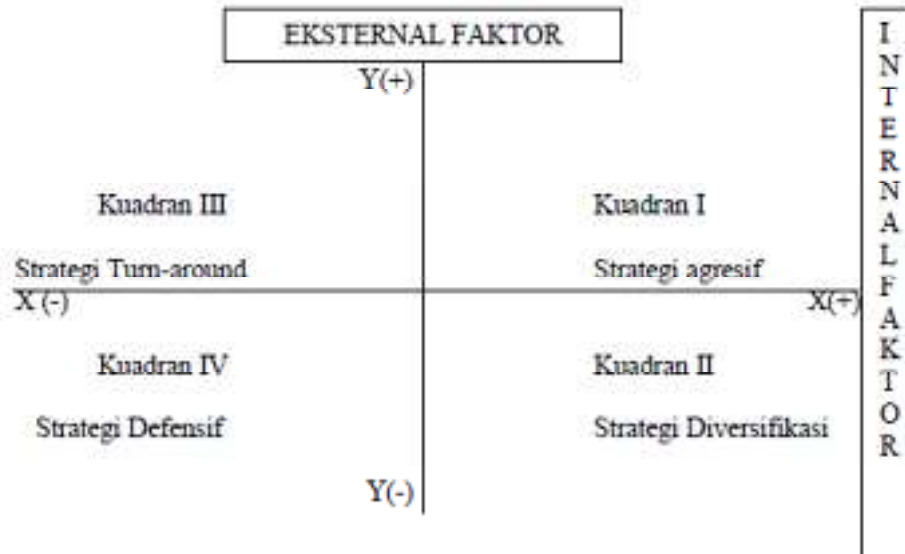 EKSTERNAL FAKTOR
Y(+)
Kuadran III
Kuadran I
Strategi Turn-around
Strategi agresif
X (-)
X(+)
Kuadran IV
Kuadran II
Strategi Defensif
Strategi Diversifikasi
Y(-)
I
N
T
E
R
N
A
L
F
A
K
T
O
R